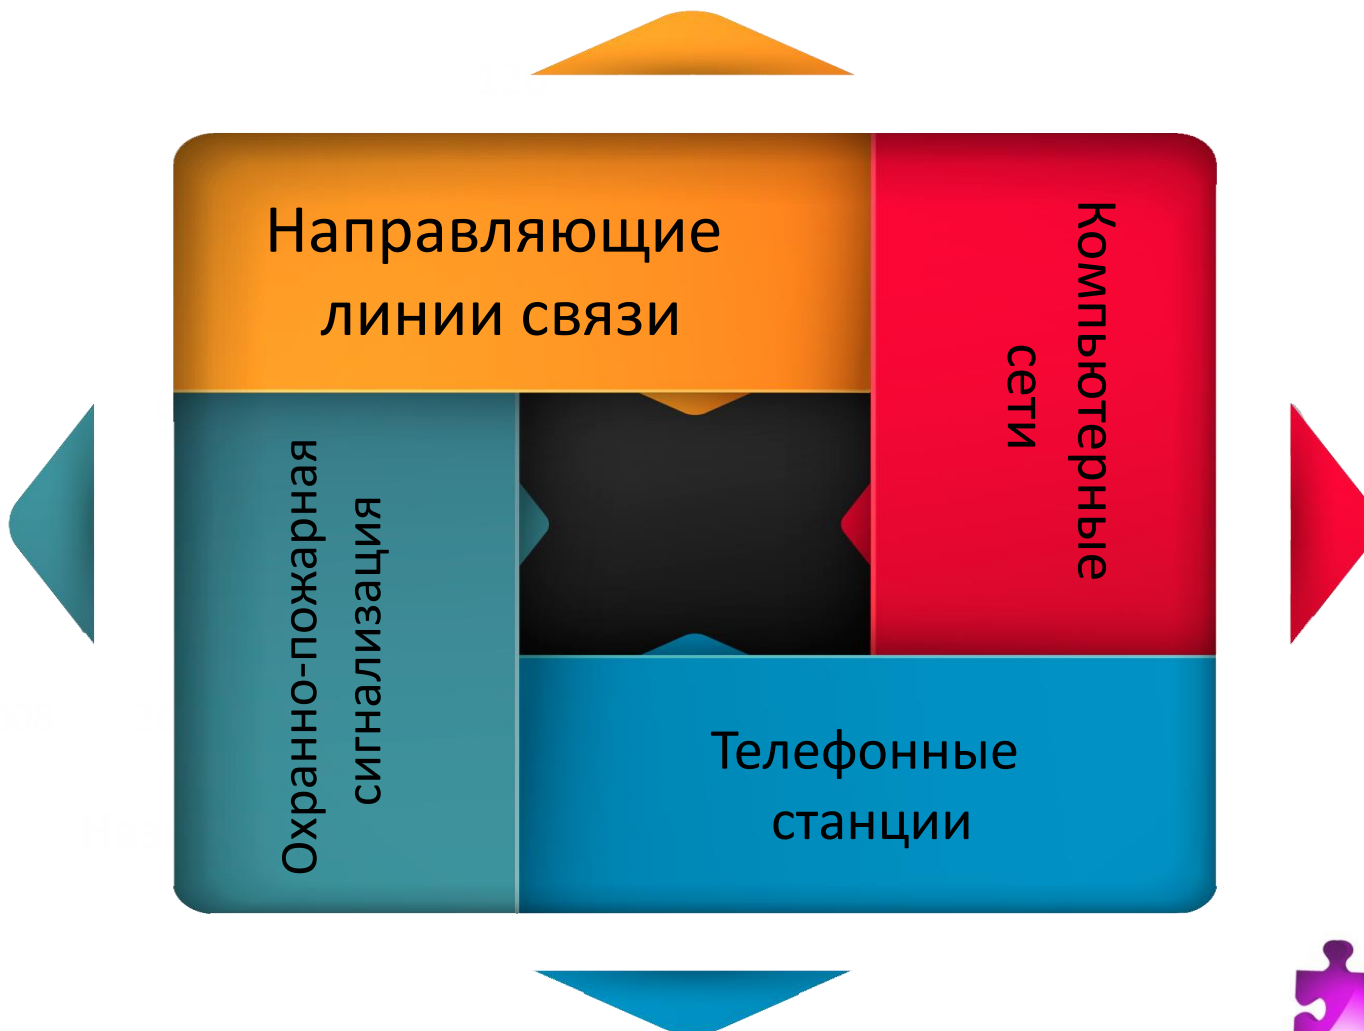 Направляющие
линии связи
Компьютерные
сети
Охранно-пожарная
сигнализация
Телефонные
станции